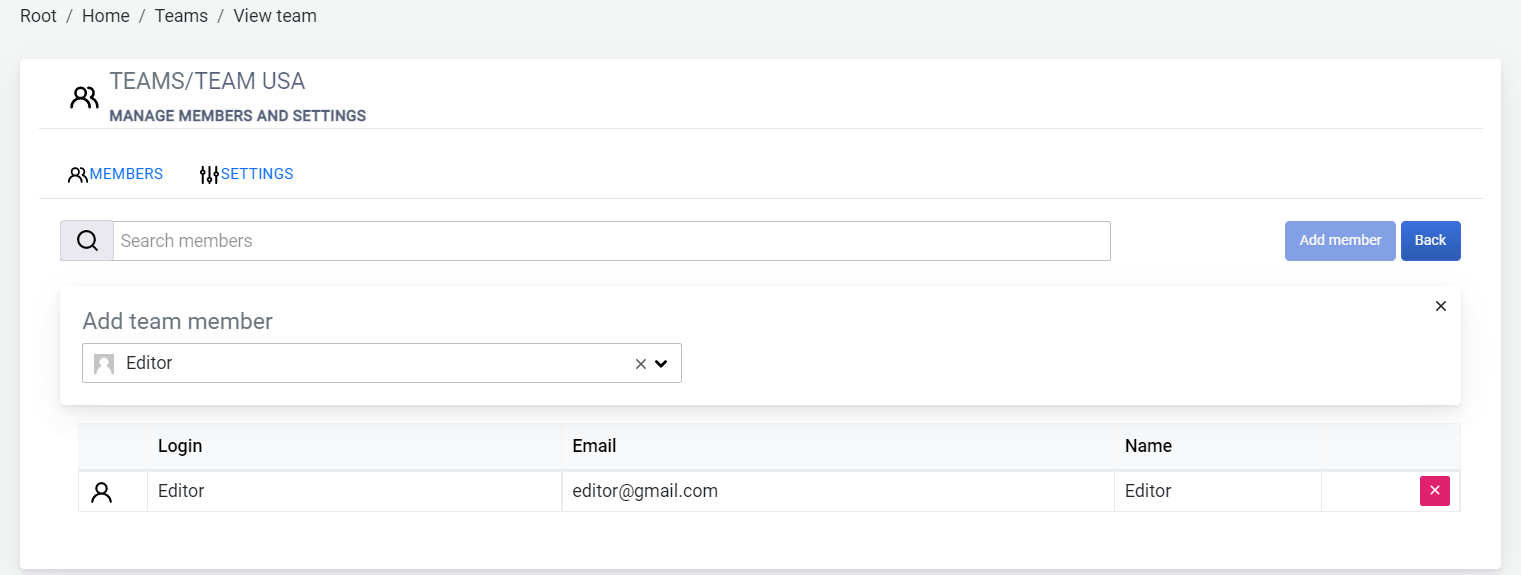 Root / Home / Teams / View team
TEAMS/TEAM USA
MANAGE MEMBERS AND SETTINGS
MEMBERS SETTINGS
Search members Add member Back
Add team member
Editor
Login Email Name
Editor editor@gmail.com Editor